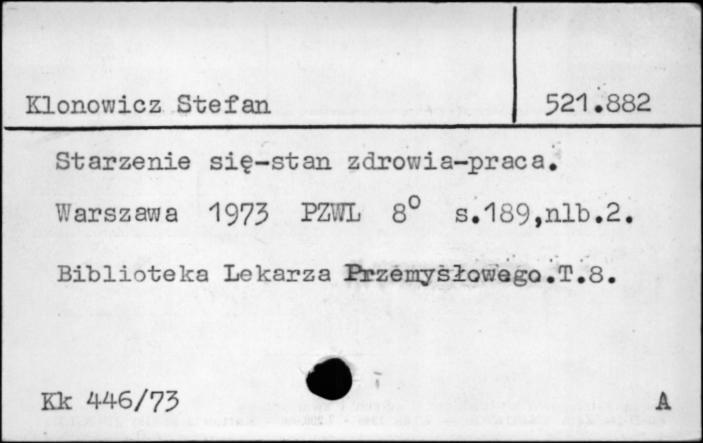 Klonowicz Stefan 521.882
Starzenie się-stan zdrowia-praca.
Warszawa 1973 PZWL 8° s.189,nlb.2.
Biblioteka Lekarza Przemysłowego.T.8.
Kk 446/73 A